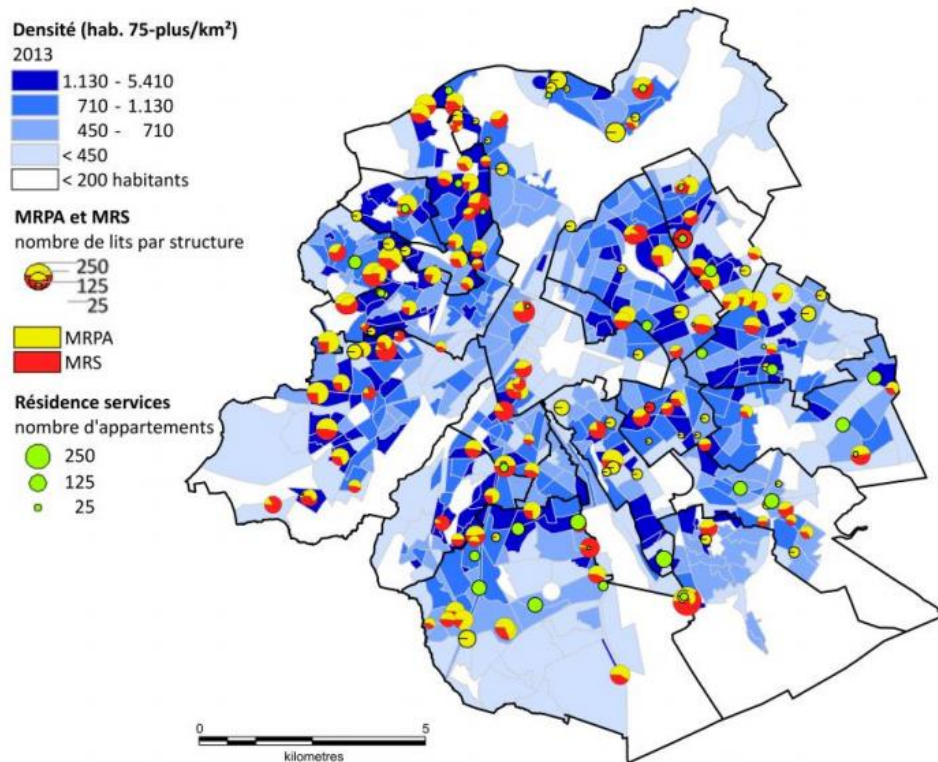 Densité (hab. 75-plus/km²)
2013
1.130 - 5.410
710 - 1.130
450 - 710
< 450
< 200 habitants
MRPA et MRS
nombre de lits par structure
250
125
25
MRPA
MRS
Résidence services
nombre d'appartements
250
125
25
0 5
kilometres